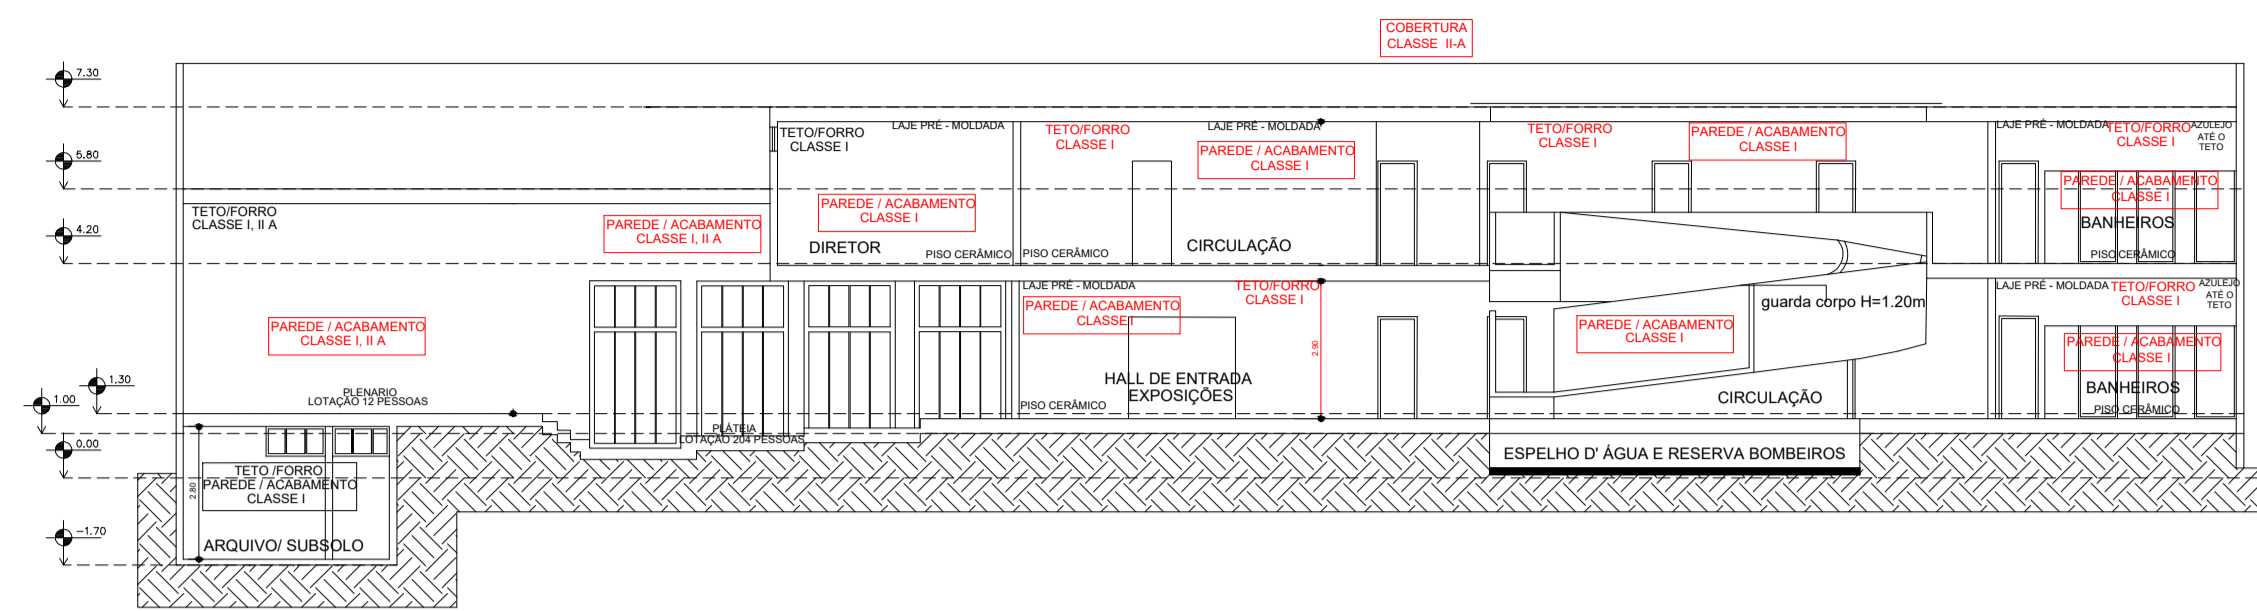 COBERTURA
CLASSE II-A
7.30
5.80
4.20
1.30
1.00
0.00
-1.70
TETO/FORRO
CLASSE I
LAJE PRÉ - MOLDADA
TETO/FORRO
CLASSE I
LAJE PRÉ - MOLDADA
PAREDE / ACABAMENTO
CLASSE I
TETO/FORRO
CLASSE I
PAREDE / ACABAMENTO
CLASSE I
LAJE PRÉ - MOLDADA
TETO/FORRO
CLASSE I
AZULEJO
ATÉ O
TETO
PAREDE / ACABAMENTO
CLASSE I
BANHEIROS
PISO CERÂMICO
TETO/FORRO
CLASSE I, II A
PAREDE / ACABAMENTO
CLASSE I, II A
PAREDE / ACABAMENTO
CLASSE I
DIRETOR
PISO CERÂMICO
PISO CERÂMICO
CIRCULAÇÃO
LAJE PRÉ - MOLDADA
PAREDE / ACABAMENTO
CLASSE I
TETO/FORRO
CLASSE I
2.90
HALL DE ENTRADA
EXPOSIÇÕES
PISO CERÂMICO
guarda corpo H=1.20m
PAREDE / ACABAMENTO
CLASSE I
CIRCULAÇÃO
LAJE PRÉ - MOLDADA
TETO/FORRO
CLASSE I
AZULEJO
ATÉ O
TETO
PAREDE / ACABAMENTO
CLASSE I
BANHEIROS
PISO CERÂMICO
PAREDE / ACABAMENTO
CLASSE I, II A
PLENARIO
LOTAÇÃO 12 PESSOAS
PLÁTEIA
LOTAÇÃO 204 PESSOAS
ESPELHO D' ÁGUA E RESERVA BOMBEIROS
TETO /FORRO
PAREDE / ACABAMENTO
CLASSE I
2.80
ARQUIVO/ SUBSOLO